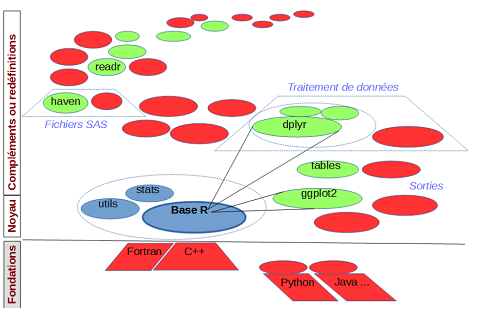 Compléments ou redéfinitions
Noyau
Fondations
readr
haven
Fichiers SAS
Traitement de données
dplyr
tables
ggplot2
Sorties
stats
utils
Base R
Fortran
C++
Python
Java ...